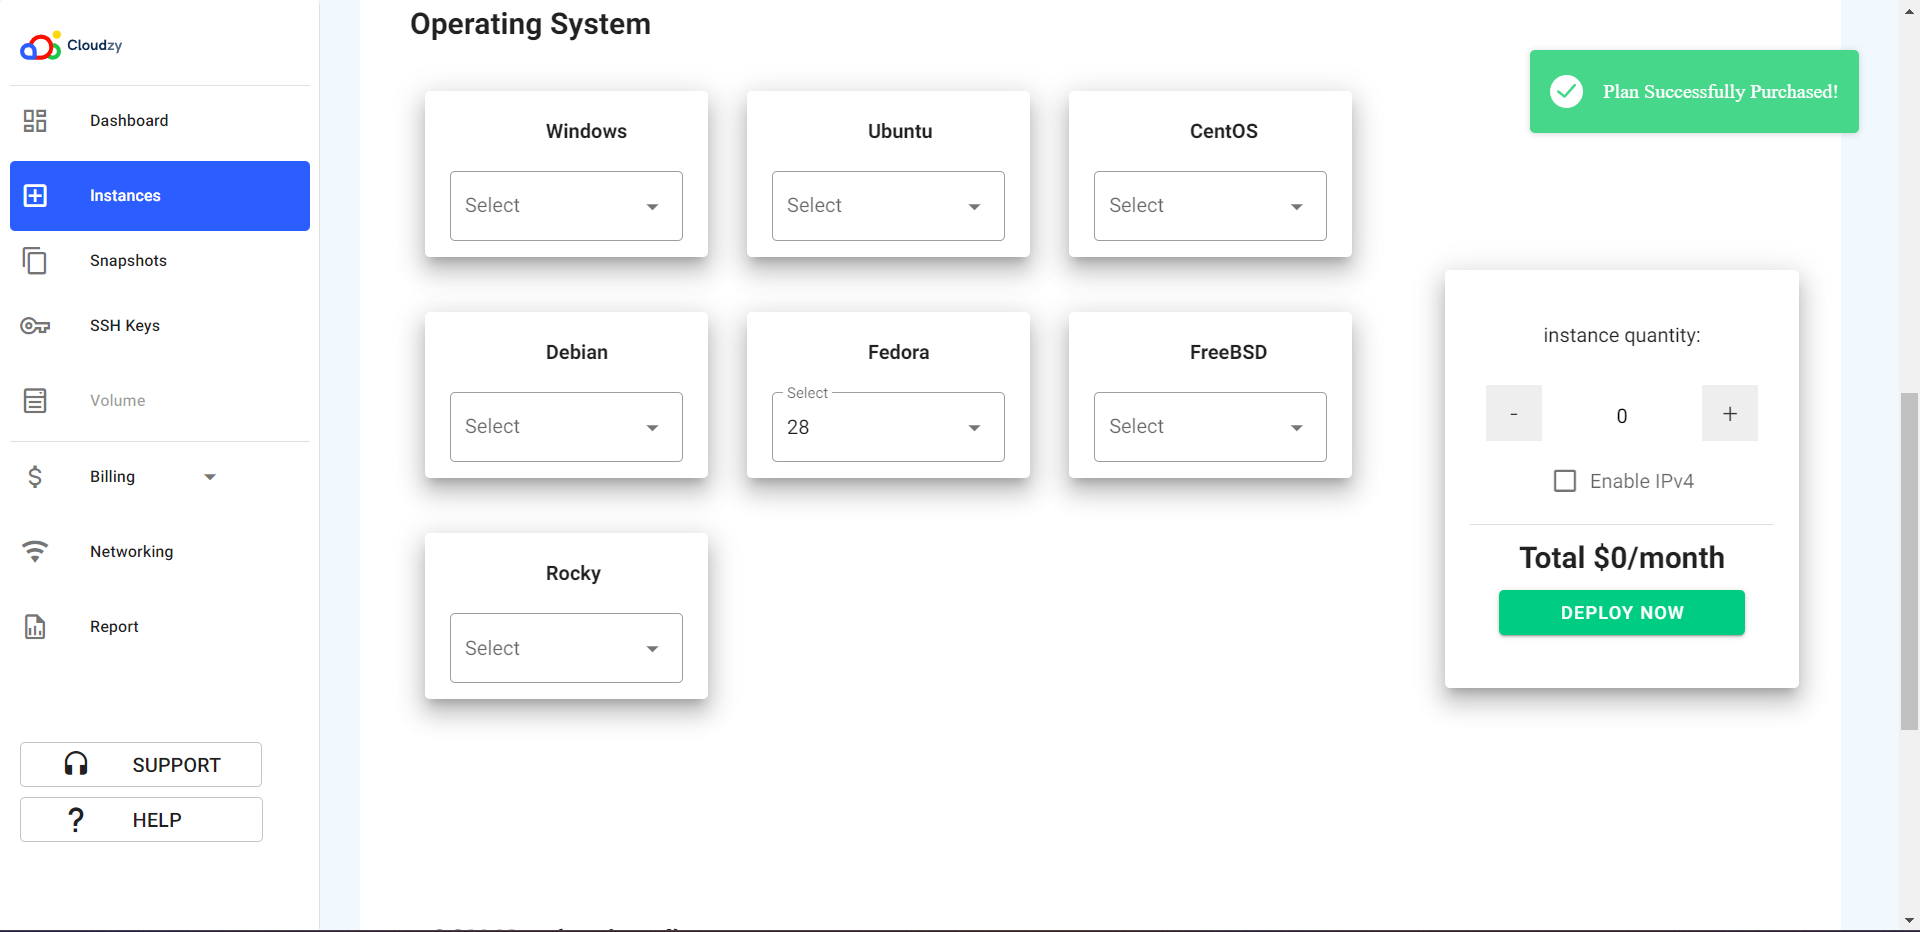 Cloudzy
Dashboard
Instances
Snapshots
SSH Keys
Volume
Billing
Networking
Report
SUPPORT
? HELP
Operating System
Windows
Select
Ubuntu
Select
CentOS
Select
Debian
Select
Fedora
Select
28
FreeBSD
Select
Rocky
Select
Plan Successfully Purchased!
instance quantity:
- 0 +
Enable IPv4
Total $0/month
DEPLOY NOW